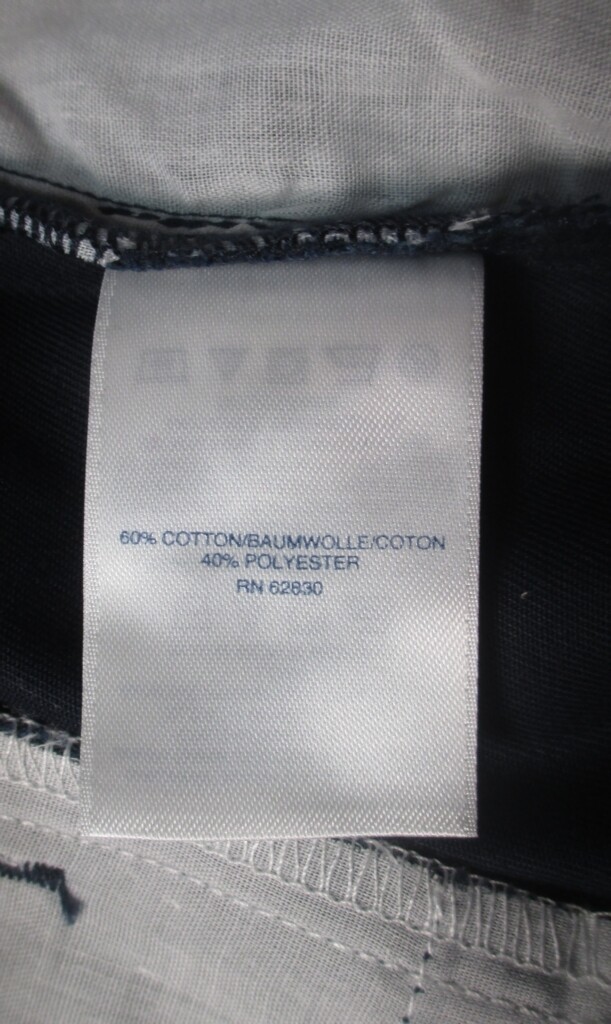 60% COTTON/BAUMWOLLE/COTON
40% POLYESTER
RN 62830